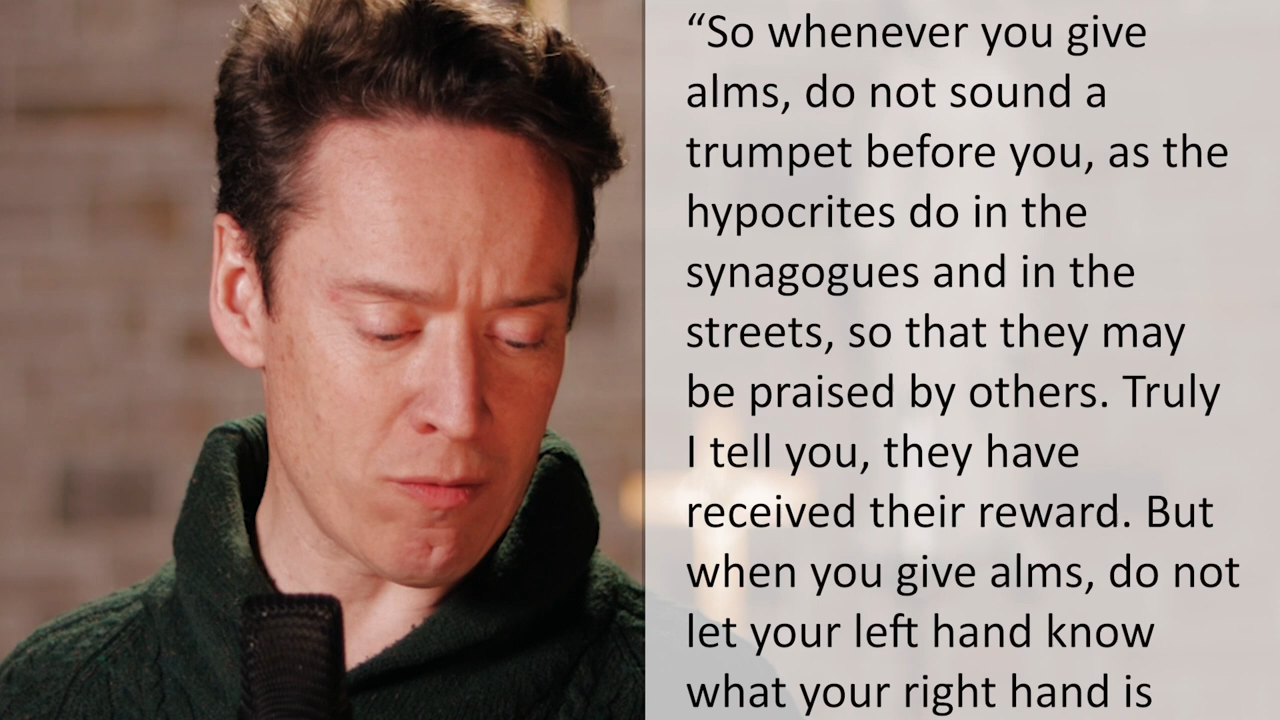 “So whenever you give
alms, do not sound a
trumpet before you, as the
hypocrites do in the
synagogues and in the
streets, so that they may
be praised by others. Truly
I tell you, they have
received their reward. But
when you give alms, do not
let your left hand know
what your right hand is